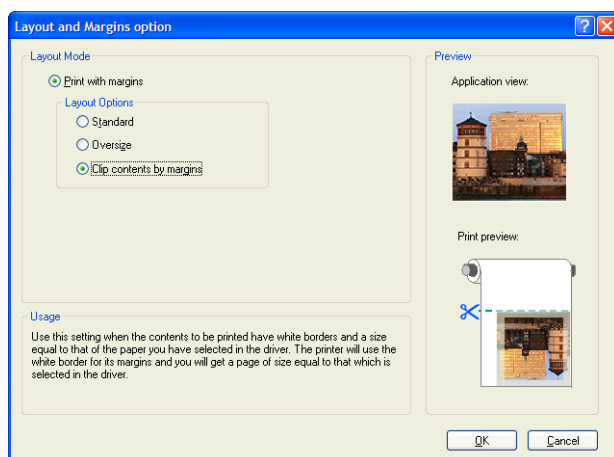 Layout and Margins option
Layout Mode
Print with margins
Layout Options
Standard
Oversize
Clip contents by margins
Usage
Use this setting when the contents to be printed have white borders and a size
equal to that of the paper you have selected in the driver. The printer will use the
white border for its margins and you will get a page of size equal to that which is
selected in the driver.
Preview
Application view:
Print preview:
OK
Cancel